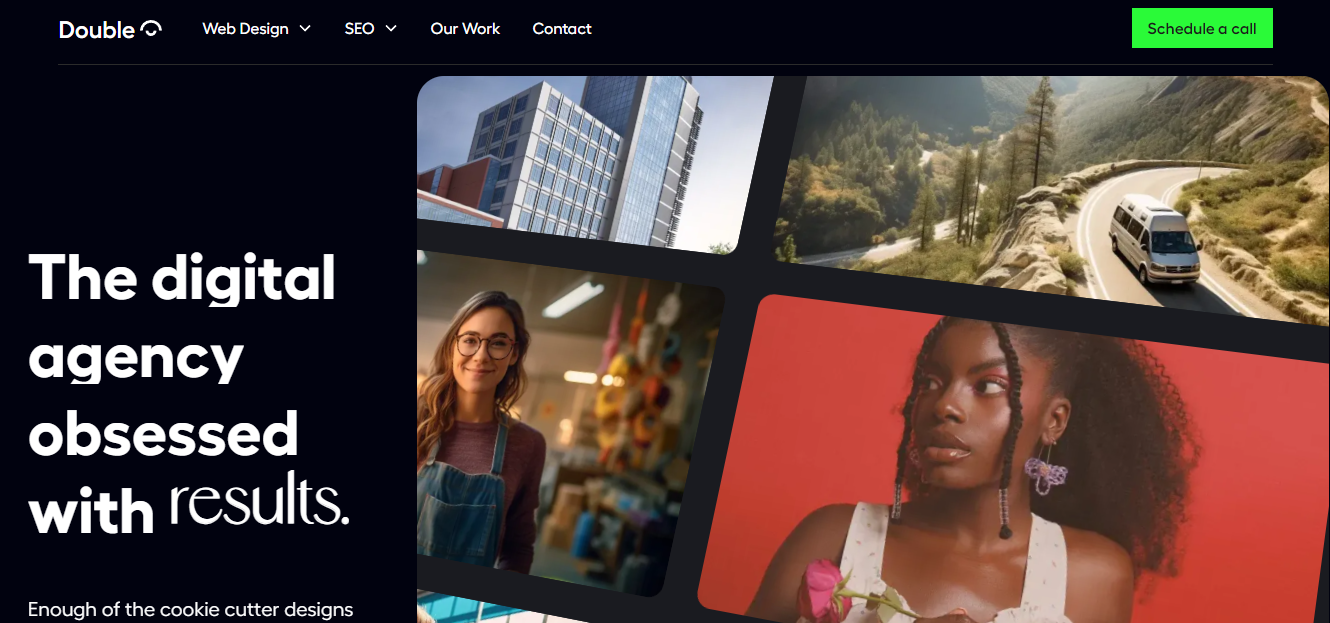 Double
Web Design
SEO
Our Work
Contact
Schedule a call
The digital
agency
obsessed
with results.
Enough of the cookie cutter designs